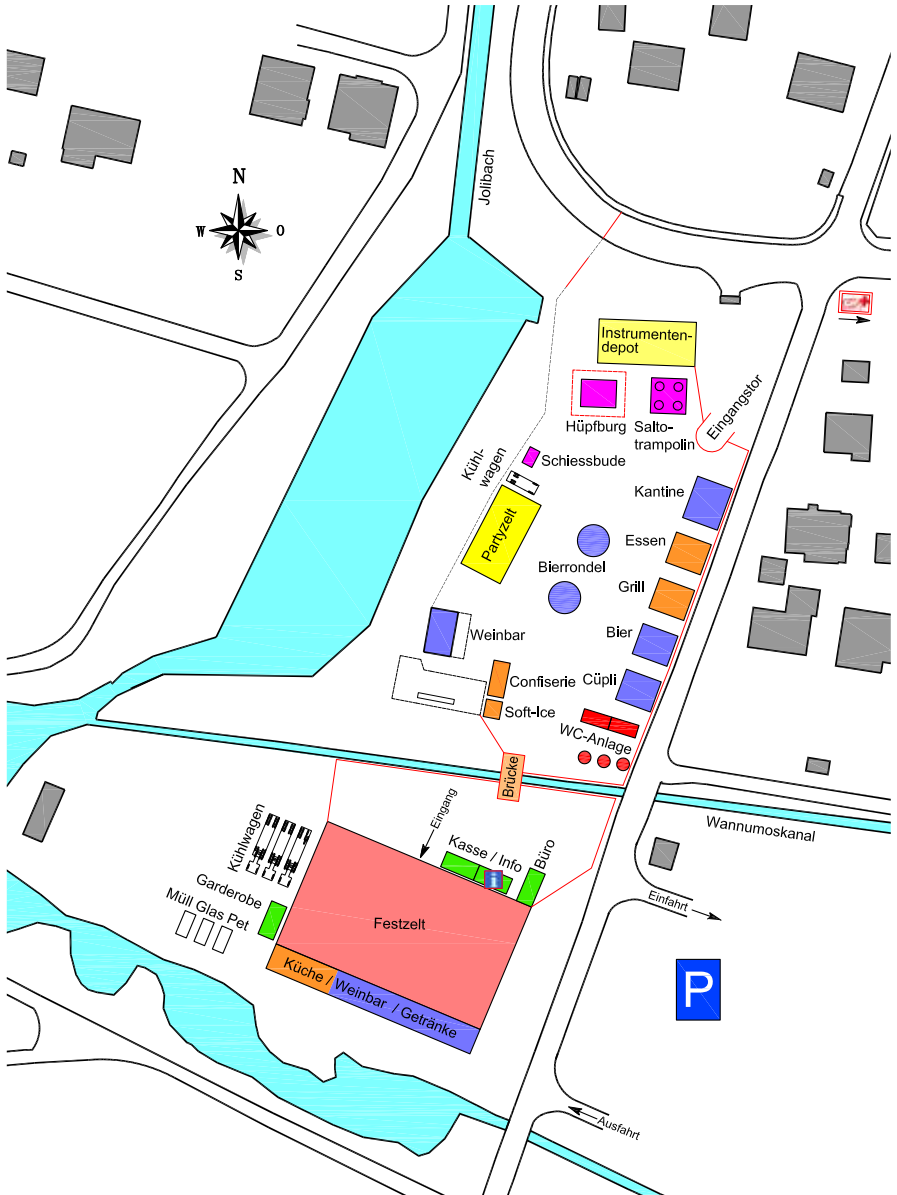 Jolibach
N
W
O
S
Instrumenten-
depot
Eingangstor
Hüpfburg
Salto-
trampolin
Kühl-
wagen
Schiessbude
Kantine
Partyzelt
Essen
Bierrondel
Grill
Weinbar
Bier
Confiserie
Cüpli
Soft-Ice
WC-Anlage
Brücke
Wannumoskanal
Eingang
Kühlwagen
Kasse / Info
i
Büro
Garderobe
Müll Glas Pet
Festzelt
Einfahrt
Küche / Weinbar / Getränke
P
Ausfahrt